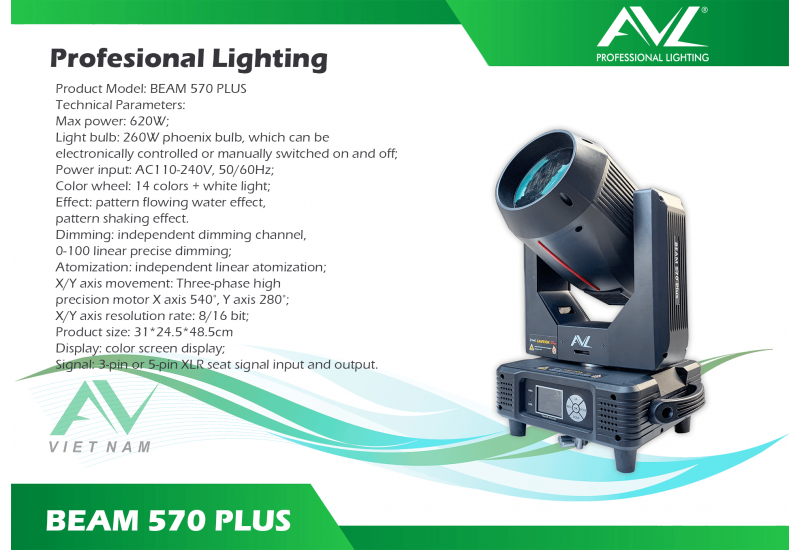 AVL®
PROFESSIONAL LIGHTING
Profesional Lighting
Product Model: BEAM 570 PLUS
Technical Parameters:
Max power: 620W;
Light bulb: 260W phoenix bulb, which can be
electronically controlled or manually switched on and off;
Power input: AC110-240V, 50/60Hz;
Color wheel: 14 colors + white light;
Effect: pattern flowing water effect,
pattern shaking effect.
Dimming: independent dimming channel,
0-100 linear precise dimming;
Atomization: independent linear atomization;
X/Y axis movement: Three-phase high
precision motor X axis 540°, Y axis 280°;
X/Y axis resolution rate: 8/16 bit;
Product size: 31*24.5*48.5cm
Display: color screen display;
Signal: 3-pin or 5-pin XLR seat signal input and output.
BEAM 570 Plus
AVL
AV
VIET NAM
BEAM 570 PLUS